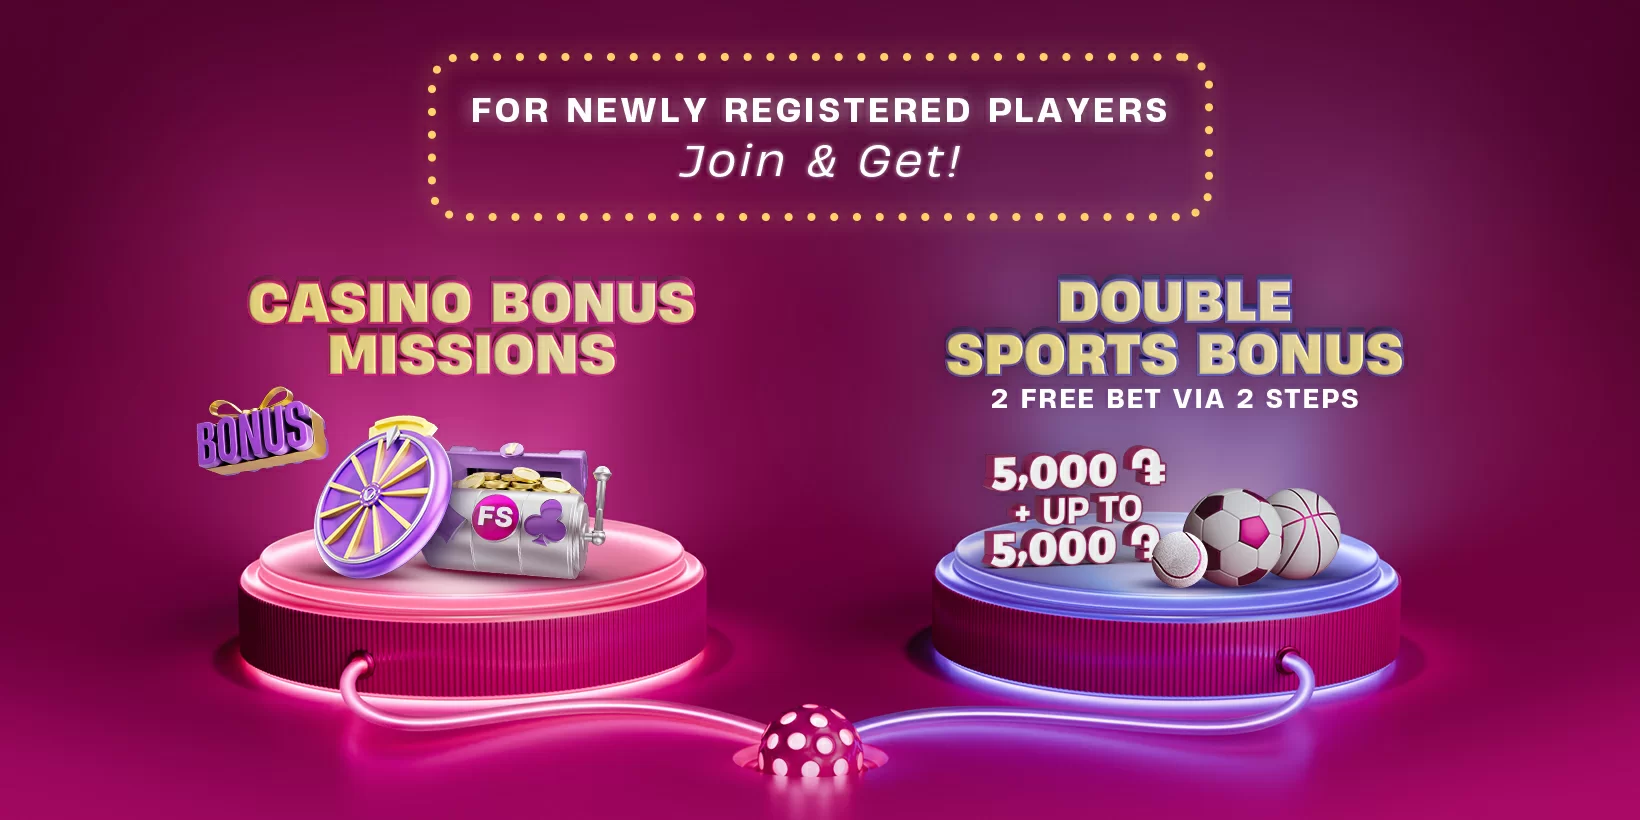 FOR NEWLY REGISTERED PLAYERS
Join & Get!
CASINO BONUS
MISSIONS
BONUS
FS
DOUBLE
SPORTS BONUS
2 FREE BET VIA 2 STEPS
5,000 ֏
+ UP TO
5,000 ֏